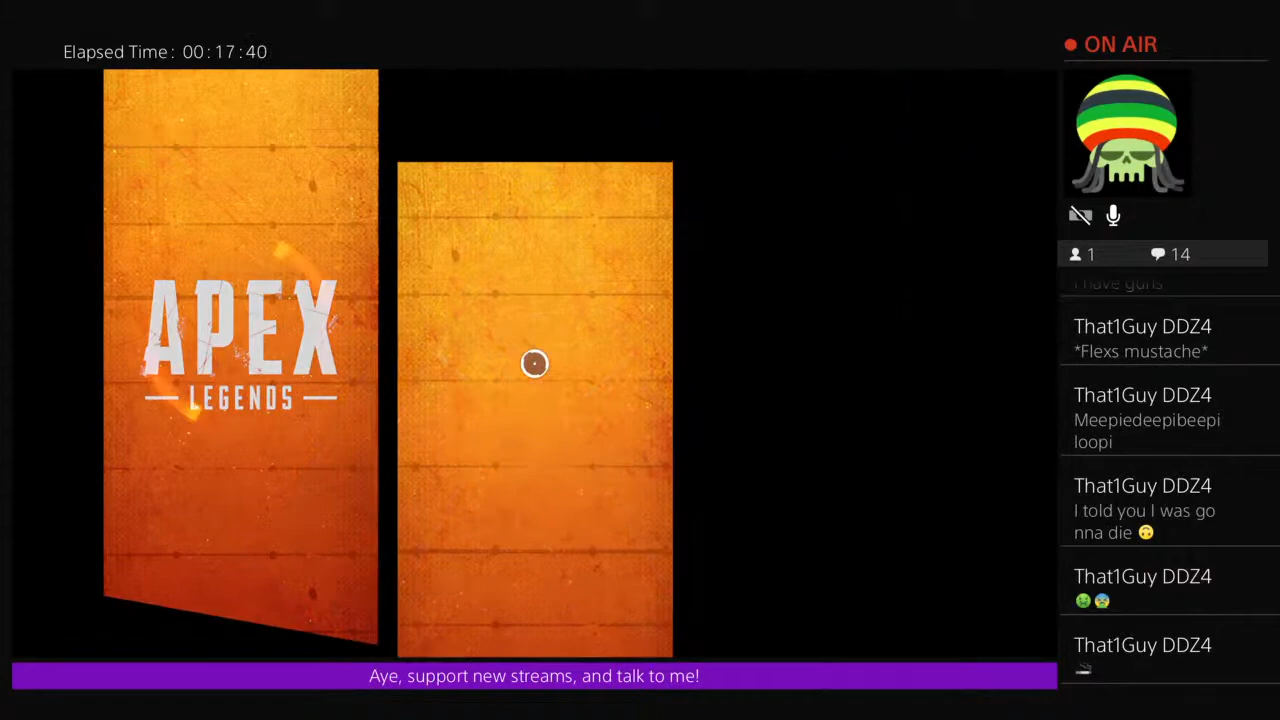 Elapsed Time: 00:17:40
ON AIR
1 14
I have guns
That1Guy DDZ4
*Flexs mustache*
That1Guy DDZ4
Meepiedeepibeepi
loopi
That1Guy DDZ4
I told you I was go
nna die 🙃
That1Guy DDZ4
🤢😰
That1Guy DDZ4
🚬
APEX
LEGENDS
Aye, support new streams, and talk to me!